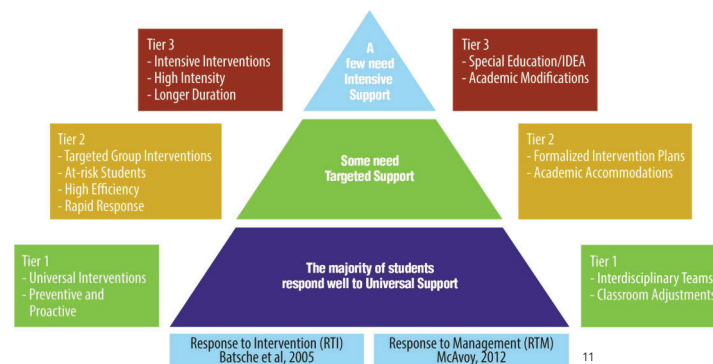 Tier 3
- Intensive Interventions
- High Intensity
- Longer Duration
A
few need
Intensive
Support
Tier 3
- Special Education/IDEA
- Academic Modifications
Tier 2
- Targeted Group Interventions
- At-risk Students
- High Efficiency
- Rapid Response
Some need
Targeted Support
Tier 2
- Formalized Intervention Plans
- Academic Accommodations
Tier 1
- Universal Interventions
- Preventive and
Proactive
The majority of students
respond well to Universal Support
Tier 1
- Interdisciplinary Teams
- Classroom Adjustments
Response to Intervention (RTI)
Batsche et al, 2005
Response to Management (RTM)
McAvoy, 2012
11